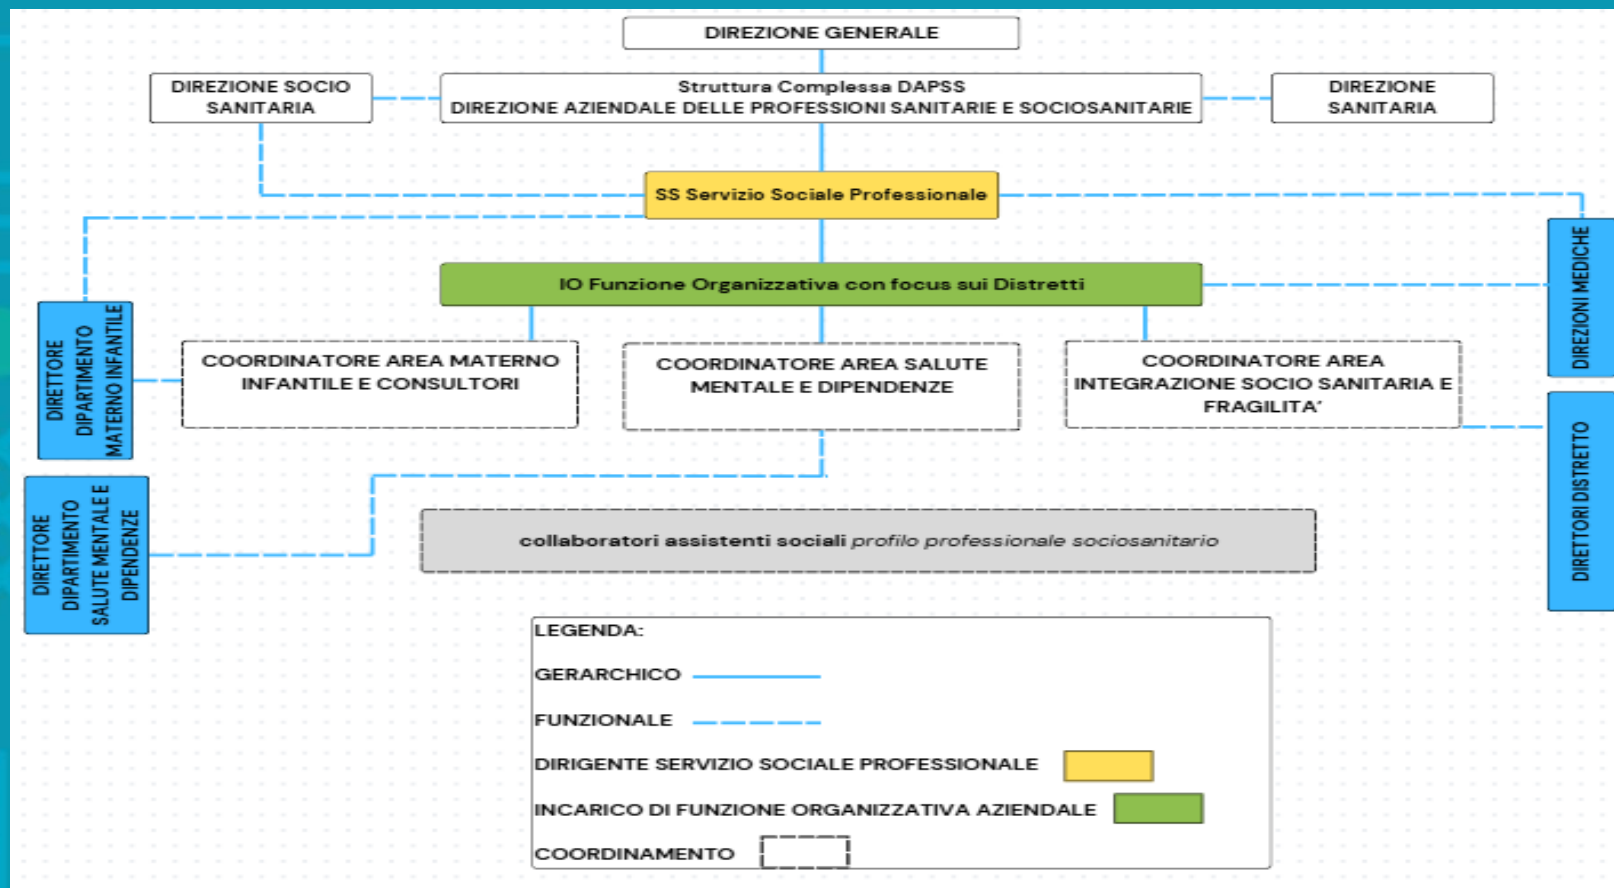 DIREZIONE GENERALE
DIREZIONE SOCIO
SANITARIA
Struttura Complessa DAPSS
DIREZIONE AZIENDALE DELLE PROFESSIONI SANITARIE E SOCIOSANITARIE
DIREZIONE
SANITARIA
SS Servizio Sociale Professionale
IO Funzione Organizzativa con focus sui Distretti
DIREZIONI MEDICHE
DIRETTORE
DIPARTIMENTO
MATERNO INFANTILE
COORDINATORE AREA MATERNO
INFANTILE E CONSULTORI
COORDINATORE AREA SALUTE
MENTALE E DIPENDENZE
COORDINATORE AREA
INTEGRAZIONE SOCIO SANITARIA E
FRAGILITA'
DIRETTORI DISTRETTO
DIRETTORE
DIPARTIMENTO
SALUTE MENTALE E
DIPENDENZE
collaboratori assistenti sociali profilo professionale sociosanitario
LEGENDA:
GERARCHICO
FUNZIONALE
DIRIGENTE SERVIZIO SOCIALE PROFESSIONALE
INCARICO DI FUNZIONE ORGANIZZATIVA AZIENDALE
COORDINAMENTO